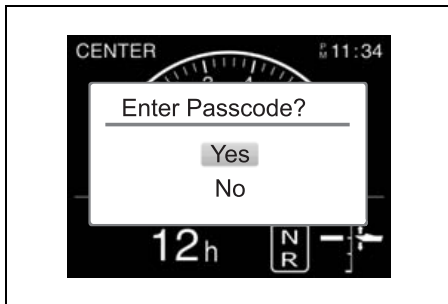 CENTER PM 11:34
Enter Passcode?
Yes
No
12h
N
R